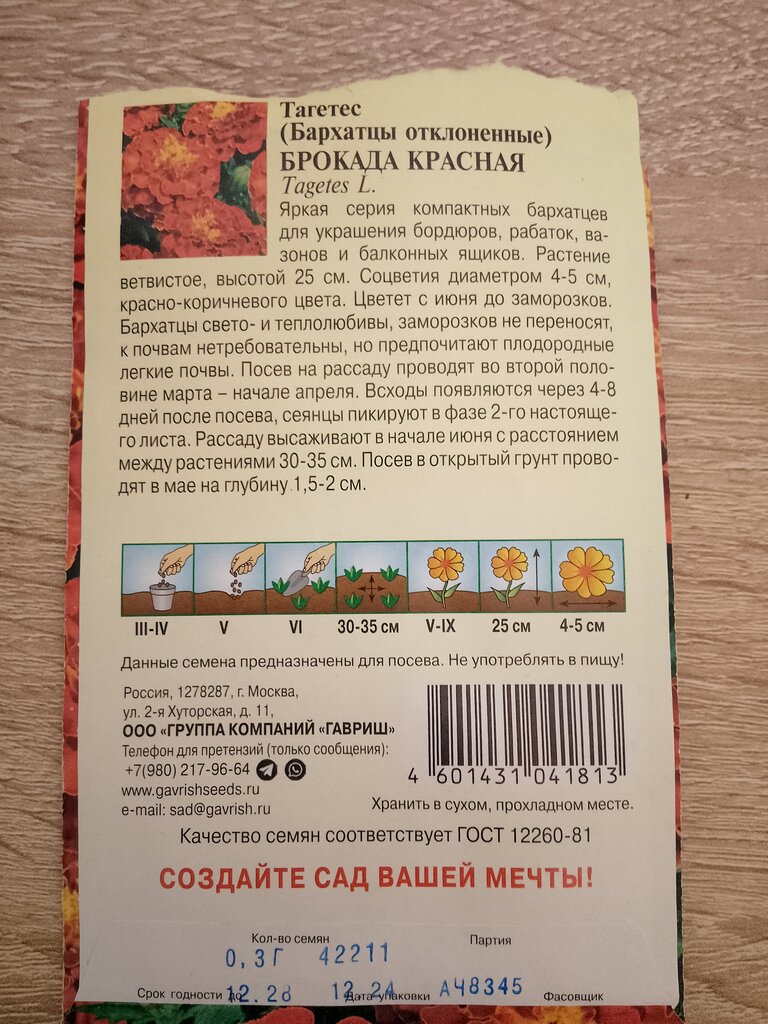 Тагетес
(Бархатцы отклоненные)
БРОКАДА КРАСНАЯ
Tagetes L.
Яркая серия компактных бархатцев
для украшения бордюров, рабаток, ва-
зонов и балконных ящиков. Растение
ветвистое, высотой 25 см. Соцветия диаметром 4-5 см,
красно-коричневого цвета. Цветет с июня до заморозков.
Бархатцы свето- и теплолюбивы, заморозков не переносят,
к почвам нетребовательны, но предпочитают плодородные
легкие почвы. Посев на рассаду проводят во второй поло-
вине марта – начале апреля. Всходы появляются через 4-8
дней после посева, сеянцы пикируют в фазе 2-го настояще-
го листа. Рассаду высаживают в начале июня с расстоянием
между растениями 30-35 см. Посев в открытый грунт прово-
дят в мае на глубину 1,5-2 см.
III-IV V VI 30-35 см V-IX 25 см 4-5 см
Данные семена предназначены для посева. Не употреблять в пищу!
Россия, 1278287, г. Москва,
ул. 2-я Хуторская, д. 11,
ООО «ГРУППА КОМПАНИЙ «ГАВРИШ»
Телефон для претензий (только сообщения):
+7(980) 217-96-64
www.gavrishseeds.ru
e-mail: sad@gavrish.ru
4 601431 041813
Хранить в сухом, прохладном месте.
Качество семян соответствует ГОСТ 12260-81
СОЗДАЙТЕ САД ВАШЕЙ МЕЧТЫ!
Кол-во семян Партия
0,3Г 42211
Срок годности до 12.28 12.24 Дата упаковки АЧ8345 Фасовщик